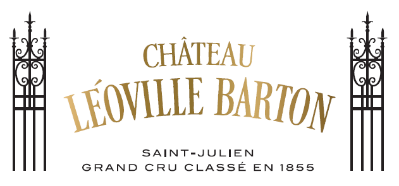 CHÂTEAU
LÉOVILLE BARTON
SAINT-JULIEN
GRAND CRU CLASSÉ EN 1855